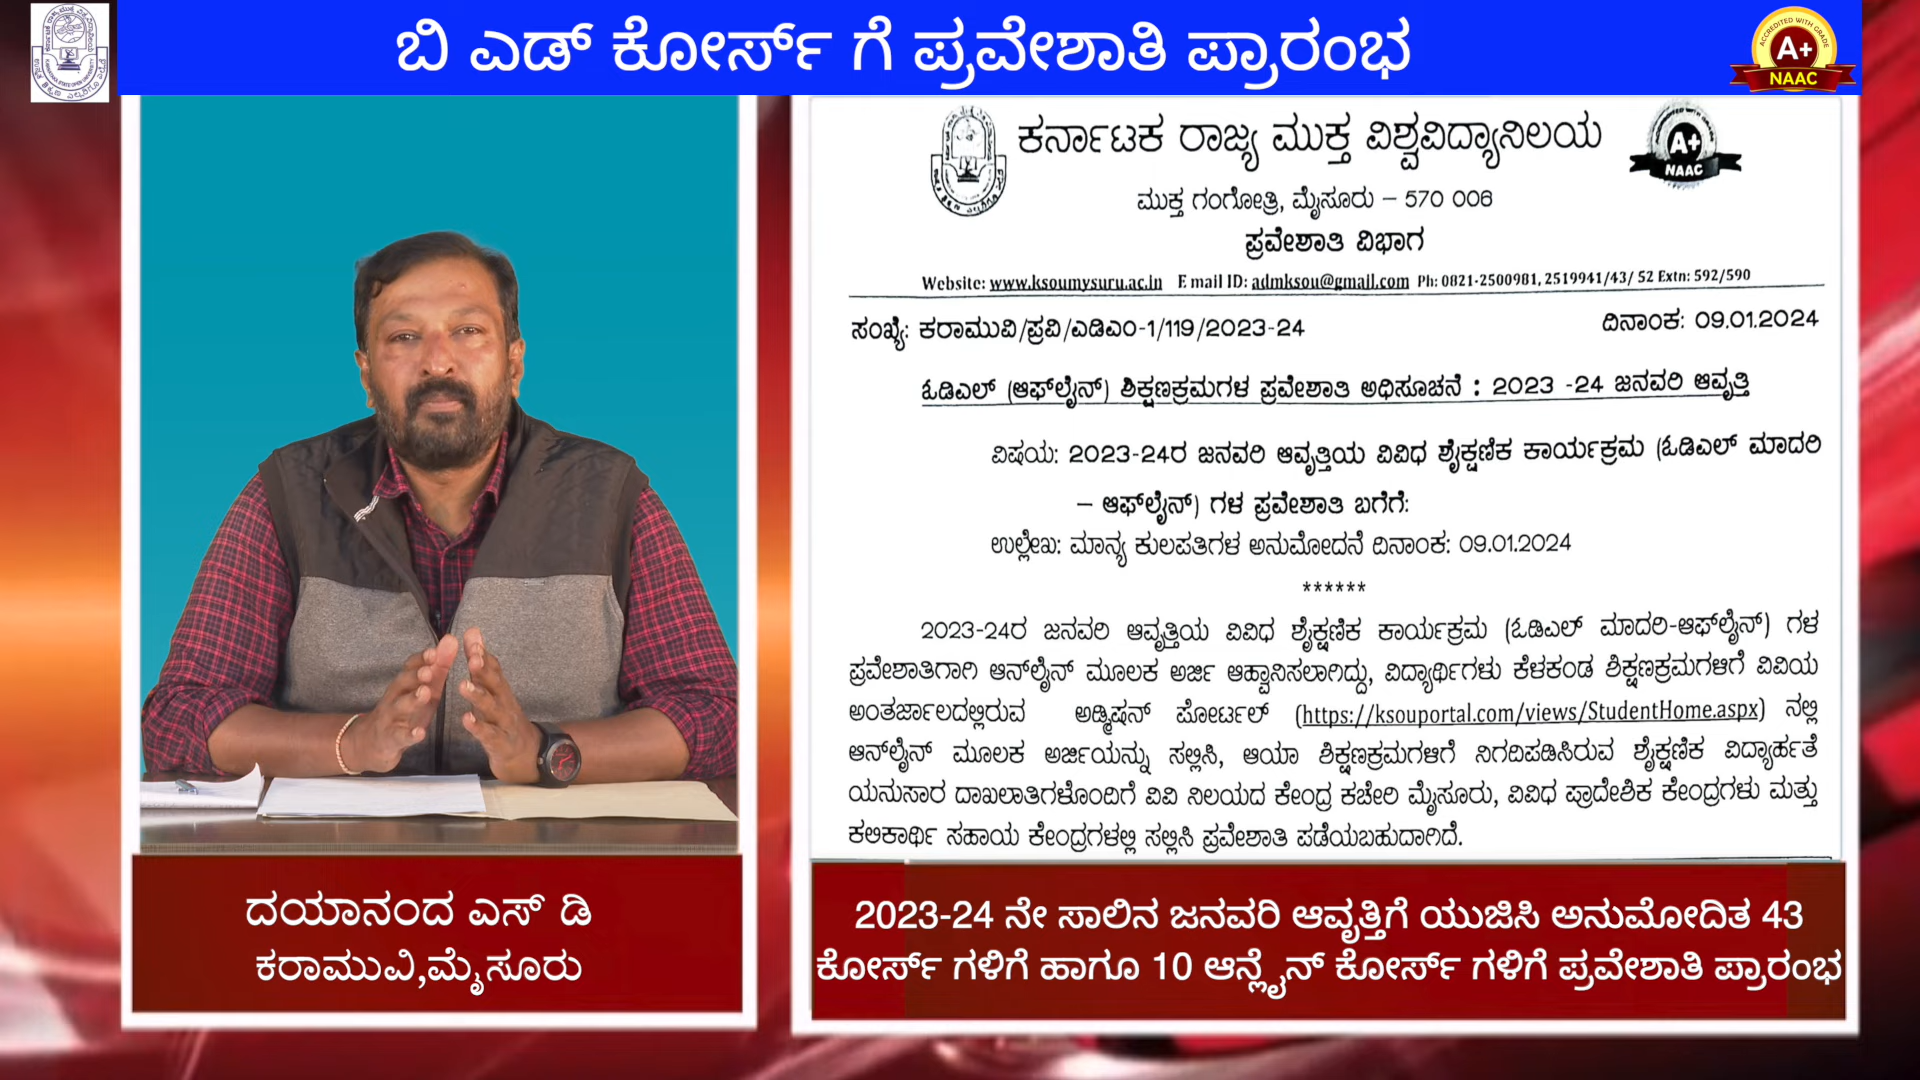 ಬಿ ಎಡ್ ಕೋರ್ಸ್ ಗೆ ಪ್ರವೇಶಾತಿ ಪ್ರಾರಂಭ
ACCREDITED WITH GRADE
A+
NAAC
ಕರ್ನಾಟಕ ರಾಜ್ಯ ಮುಕ್ತ ವಿಶ್ವವಿದ್ಯಾನಿಲಯ
A+
NAAC
ಮುಕ್ತ ಗಂಗೋತ್ರಿ, ಮೈಸೂರು – 570 006
ಪ್ರವೇಶಾತಿ ವಿಭಾಗ
Website: www.ksoumysuru.ac.in E mail ID: admksou@gmail.com Ph: 0821-2500981, 2519941/43/ 52 Extn: 592/590
ಸಂಖ್ಯೆ: ಕರಾಮುವಿ/ಪ್ರವಿ/ಎಡಿಎಂ-1/119/2023-24 ದಿನಾಂಕ: 09.01.2024
ಓಡಿಎಲ್ (ಆಫ್‌ಲೈನ್) ಶಿಕ್ಷಣಕ್ರಮಗಳ ಪ್ರವೇಶಾತಿ ಅಧಿಸೂಚನೆ : 2023 -24 ಜನವರಿ ಆವೃತ್ತಿ
ವಿಷಯ: 2023-24ರ ಜನವರಿ ಆವೃತ್ತಿಯ ವಿವಿಧ ಶೈಕ್ಷಣಿಕ ಕಾರ್ಯಕ್ರಮ (ಓಡಿಎಲ್ ಮಾದರಿ
– ಆಫ್‌ಲೈನ್) ಗಳ ಪ್ರವೇಶಾತಿ ಬಗೆಗೆ:
ಉಲ್ಲೇಖ: ಮಾನ್ಯ ಕುಲಪತಿಗಳ ಅನುಮೋದನೆ ದಿನಾಂಕ: 09.01.2024
******
2023-24ರ ಜನವರಿ ಆವೃತ್ತಿಯ ವಿವಿಧ ಶೈಕ್ಷಣಿಕ ಕಾರ್ಯಕ್ರಮ (ಓಡಿಎಲ್ ಮಾದರಿ-ಆಫ್‌ಲೈನ್) ಗಳ
ಪ್ರವೇಶಾತಿಗಾಗಿ ಆನ್‌ಲೈನ್ ಮೂಲಕ ಅರ್ಜಿ ಆಹ್ವಾನಿಸಲಾಗಿದ್ದು, ವಿದ್ಯಾರ್ಥಿಗಳು ಕೆಳಕಂಡ ಶಿಕ್ಷಣಕ್ರಮಗಳಿಗೆ ವಿವಿಯ
ಅಂತರ್ಜಾಲದಲ್ಲಿರುವ ಅಡ್ಮಿಷನ್ ಪೋರ್ಟಲ್ (https://ksouportal.com/views/StudentHome.aspx) ನಲ್ಲಿ
ಆನ್‌ಲೈನ್ ಮೂಲಕ ಅರ್ಜಿಯನ್ನು ಸಲ್ಲಿಸಿ, ಆಯಾ ಶಿಕ್ಷಣಕ್ರಮಗಳಿಗೆ ನಿಗದಿಪಡಿಸಿರುವ ಶೈಕ್ಷಣಿಕ ವಿದ್ಯಾರ್ಹತೆ
ಯನುಸಾರ ದಾಖಲಾತಿಗಳೊಂದಿಗೆ ವಿವಿ ನಿಲಯದ ಕೇಂದ್ರ ಕಚೇರಿ ಮೈಸೂರು, ವಿವಿಧ ಪ್ರಾದೇಶಿಕ ಕೇಂದ್ರಗಳು ಮತ್ತು
ಕಲಿಕಾರ್ಥಿ ಸಹಾಯ ಕೇಂದ್ರಗಳಲ್ಲಿ ಸಲ್ಲಿಸಿ ಪ್ರವೇಶಾತಿ ಪಡೆಯಬಹುದಾಗಿದೆ.
ದಯಾನಂದ ಎಸ್ ಡಿ
ಕರಾಮುವಿ,ಮೈಸೂರು
2023-24 ನೇ ಸಾಲಿನ ಜನವರಿ ಆವೃತ್ತಿಗೆ ಯುಜಿಸಿ ಅನುಮೋದಿತ 43
ಕೋರ್ಸ್ ಗಳಿಗೆ ಹಾಗೂ 10 ಆನ್ಲೈನ್ ಕೋರ್ಸ್ ಗಳಿಗೆ ಪ್ರವೇಶಾತಿ ಪ್ರಾರಂಭ